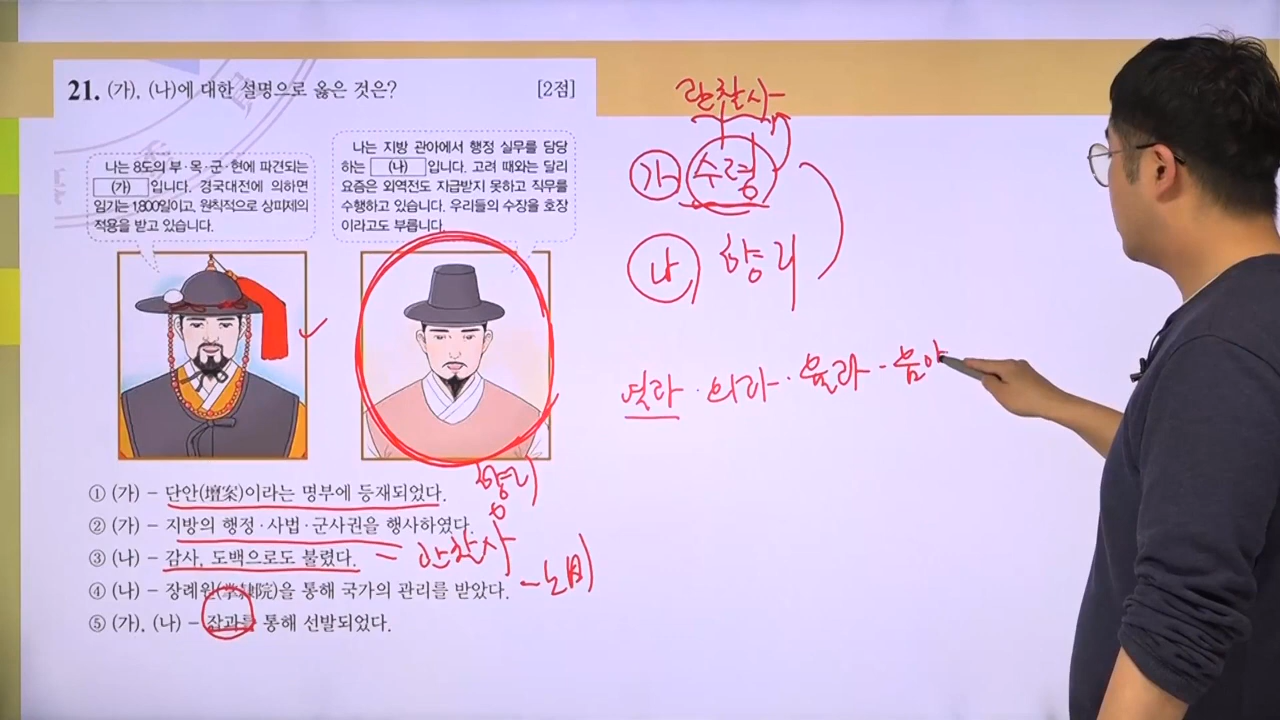 21. (가), (나)에 대한 설명으로 옳은 것은? [2점]
나는 8도의 부·목·군·현에 파견되는
(가) 입니다. 경국대전에 의하면
임기는 1,800일이고, 원칙적으로 상피제의
적용을 받고 있습니다.
나는 지방 관아에서 행정 실무를 담당
하는 (나) 입니다. 고려 때와는 달리
요즘은 외역전도 지급받지 못하고 직무를
수행하고 있습니다. 우리들의 수장을 호장
이라고도 부릅니다.
① (가) – 단안(壇案)이라는 명부에 등재되었다.
② (가) – 지방의 행정·사법·군사권을 행사하였다.
③ (나) – 감사, 도백으로도 불렸다.
④ (나) – 장례원(掌隷院)을 통해 국가의 관리를 받았다.
⑤ (가), (나) – 잡과를 통해 선발되었다.
향리
관찰사
–노비
관찰사
가 수령
나 향리
역과·의과·율과·음양